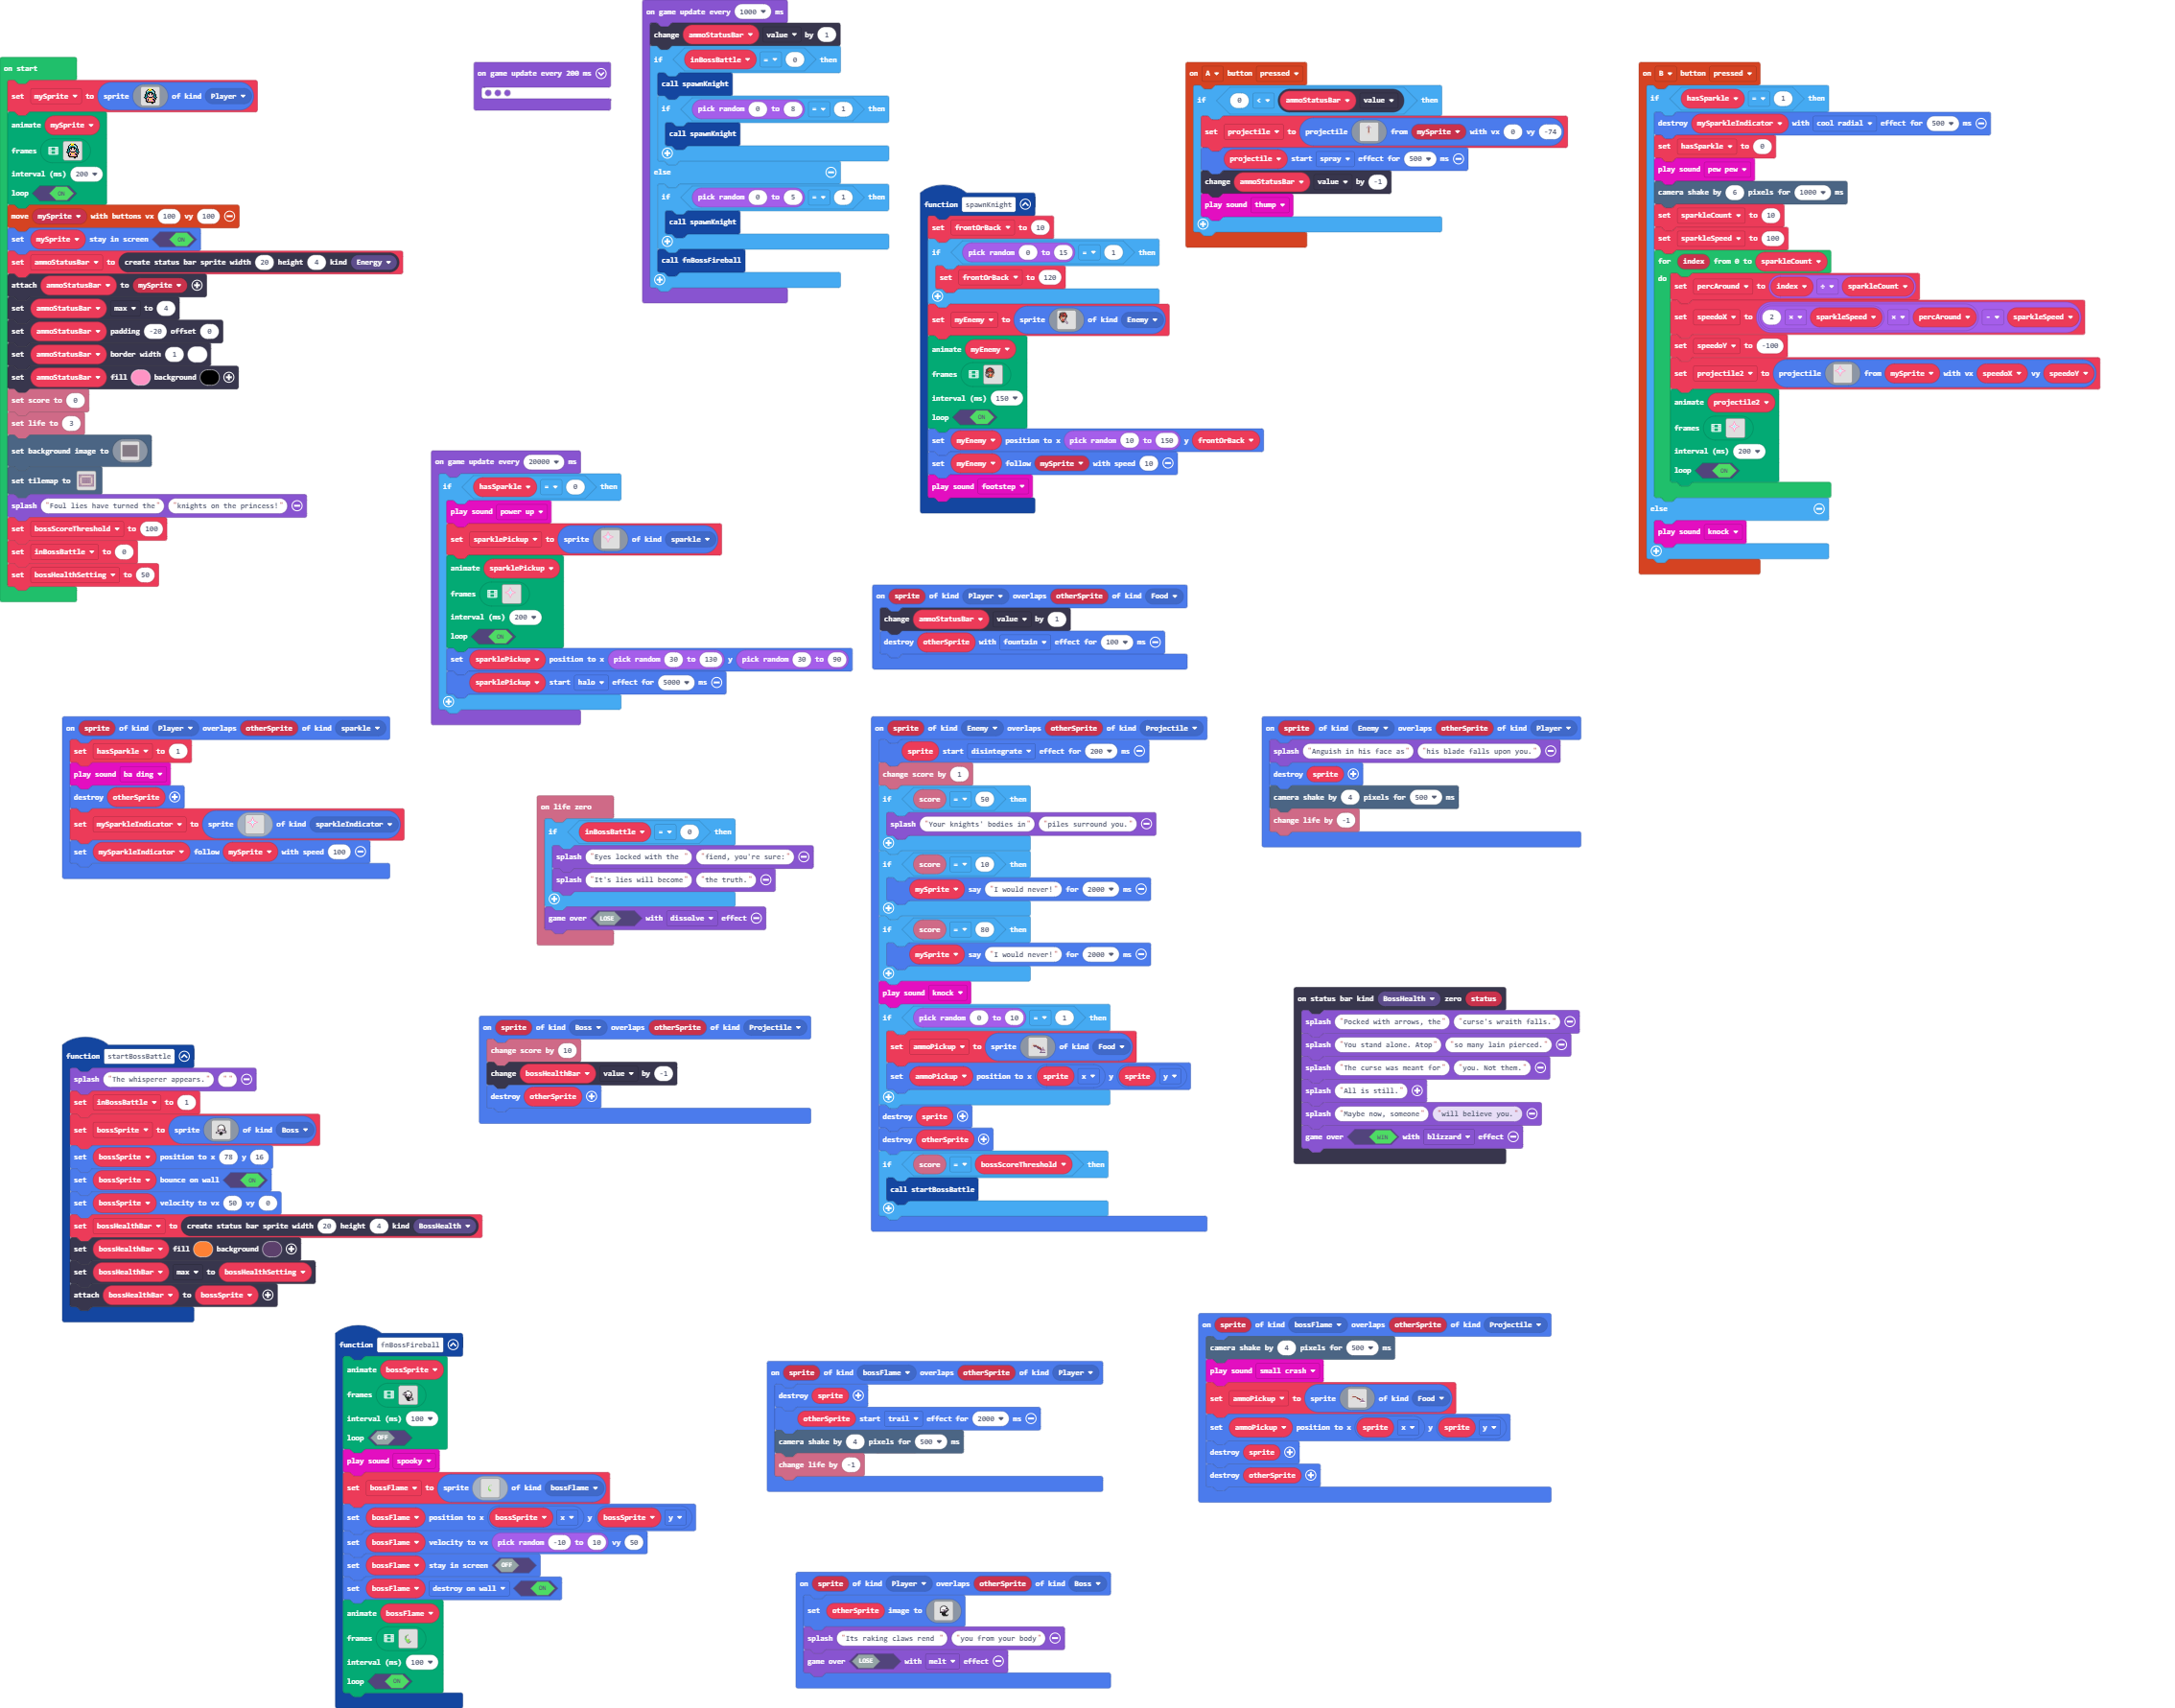 on start
set mySprite to sprite of kind Player
animate mySprite
frames
interval (ms) 200
loop ON
move mySprite with buttons vx 100 vy 100
set mySprite stay in screen ON
set ammoStatusBar to create status bar sprite width 20 height 4 kind Energy
attach ammoStatusBar to mySprite
set ammoStatusBar max to 4
set ammoStatusBar padding -20 offset 0
set ammoStatusBar border width 1
set ammoStatusBar fill background
set score to 0
set life to 3
set background image to
set tilemap to
splash "Foul lies have turned the" "knights on the princess!"
set bossScoreThreshold to 100
set inBossBattle to 0
set bossHealthSetting to 50
on game update every 200 ms
on game update every 1000 ms
change ammoStatusBar value by 1
if inBossBattle = 0 then
call spawnKnight
if pick random 0 to 8 = 1 then
call spawnKnight
else
if pick random 0 to 5 = 1 then
call spawnKnight
call fnBossFireball
function spawnKnight
set frontOrBack to 10
if pick random 0 to 15 = 1 then
set frontOrBack to 120
set myEnemy to sprite of kind Enemy
animate myEnemy
frames
interval (ms) 150
loop ON
set myEnemy position to x pick random 10 to 150 y frontOrBack
set myEnemy follow mySprite with speed 10
play sound footstep
on A button pressed
if 0 < ammoStatusBar value then
set projectile to projectile from mySprite with vx 0 vy -74
projectile start spray effect for 500 ms
change ammoStatusBar value by -1
play sound thump
on B button pressed
if hasSparkle = 1 then
destroy mySparkleIndicator with cool radial effect for 500 ms
set hasSparkle to 0
play sound pew pew
camera shake by 6 pixels for 1000 ms
set sparkleCount to 10
set sparkleSpeed to 100
for index from 0 to sparkleCount
do
set percAround to index ÷ sparkleCount
set speedoX to 2 × sparkleSpeed × percAround - sparkleSpeed
set speedoY to -100
set projectile2 to projectile from mySprite with vx speedoX vy speedoY
animate projectile2
frames
interval (ms) 200
loop ON
else
play sound knock
on game update every 20000 ms
if hasSparkle = 0 then
play sound power up
set sparklePickup to sprite of kind sparkle
animate sparklePickup
frames
interval (ms) 200
loop ON
set sparklePickup position to x pick random 30 to 130 y pick random 30 to 90
sparklePickup start halo effect for 5000 ms
on sprite of kind Player overlaps otherSprite of kind Food
change ammoStatusBar value by 1
destroy otherSprite with fountain effect for 100 ms
on sprite of kind Player overlaps otherSprite of kind sparkle
set hasSparkle to 1
play sound ba ding
destroy otherSprite
set mySparkleIndicator to sprite of kind sparkleIndicator
set mySparkleIndicator follow mySprite with speed 100
on life zero
if inBossBattle = 0 then
splash "Eyes locked with the " "fiend, you're sure:"
splash "It's lies will become" "the truth."
game over LOSE with dissolve effect
on sprite of kind Enemy overlaps otherSprite of kind Projectile
sprite start disintegrate effect for 200 ms
change score by 1
if score = 50 then
splash "Your knights' bodies in" "piles surround you."
if score = 10 then
mySprite say "I would never!" for 2000 ms
if score = 80 then
mySprite say "I would never!" for 2000 ms
play sound knock
if pick random 0 to 10 = 1 then
set ammoPickup to sprite of kind Food
set ammoPickup position to x sprite x y sprite y
destroy sprite
destroy otherSprite
if score = bossScoreThreshold then
call startBossBattle
on sprite of kind Enemy overlaps otherSprite of kind Player
splash "Anguish in his face as" "his blade falls upon you."
destroy sprite
camera shake by 4 pixels for 500 ms
change life by -1
on status bar kind BossHealth zero status
splash "Pocked with arrows, the" "curse's wraith falls."
splash "You stand alone. Atop" "so many lain pierced."
splash "The curse was meant for" "you. Not them."
splash "All is still."
splash "Maybe now, someone" "will believe you."
game over WIN with blizzard effect
function startBossBattle
splash "The whisperer appears." ""
set inBossBattle to 1
set bossSprite to sprite of kind Boss
set bossSprite position to x 78 y 16
set bossSprite bounce on wall ON
set bossSprite velocity to vx 50 vy 0
set bossHealthBar to create status bar sprite width 20 height 4 kind BossHealth
set bossHealthBar fill background
set bossHealthBar max to bossHealthSetting
attach bossHealthBar to bossSprite
on sprite of kind Boss overlaps otherSprite of kind Projectile
change score by 10
change bossHealthBar value by -1
destroy otherSprite
function fnBossFireball
animate bossSprite
frames
interval (ms) 100
loop OFF
play sound spooky
set bossFlame to sprite of kind bossFlame
set bossFlame position to x bossSprite x y bossSprite y
set bossFlame velocity to vx pick random -10 to 10 vy 50
set bossFlame stay in screen OFF
set bossFlame destroy on wall ON
animate bossFlame
frames
interval (ms) 100
loop ON
on sprite of kind bossFlame overlaps otherSprite of kind Player
destroy sprite
otherSprite start trail effect for 2000 ms
camera shake by 4 pixels for 500 ms
change life by -1
on sprite of kind bossFlame overlaps otherSprite of kind Projectile
camera shake by 4 pixels for 500 ms
play sound small crash
set ammoPickup to sprite of kind Food
set ammoPickup position to x sprite x y sprite y
destroy sprite
destroy otherSprite
on sprite of kind Player overlaps otherSprite of kind Boss
set otherSprite image to
splash "Its raking claws rend " "you from your body"
game over LOSE with melt effect